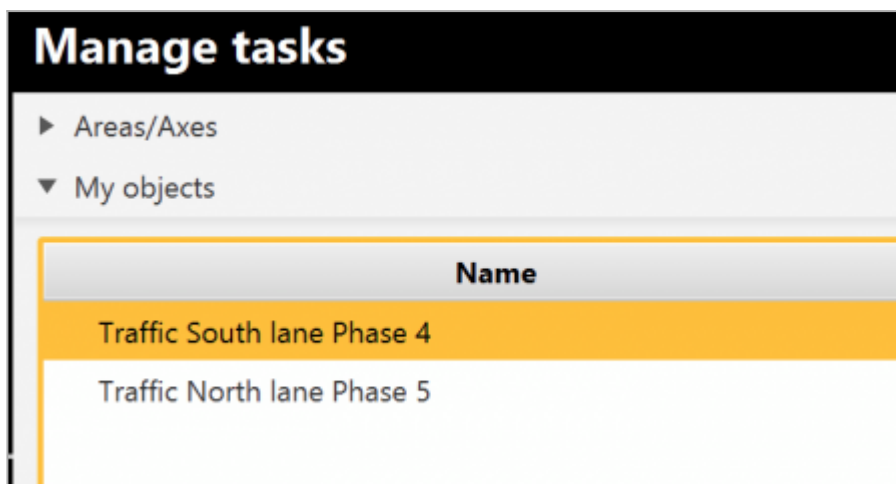 Manage tasks
Areas/Axes
My objects
Name
Traffic South lane Phase 4
Traffic North lane Phase 5